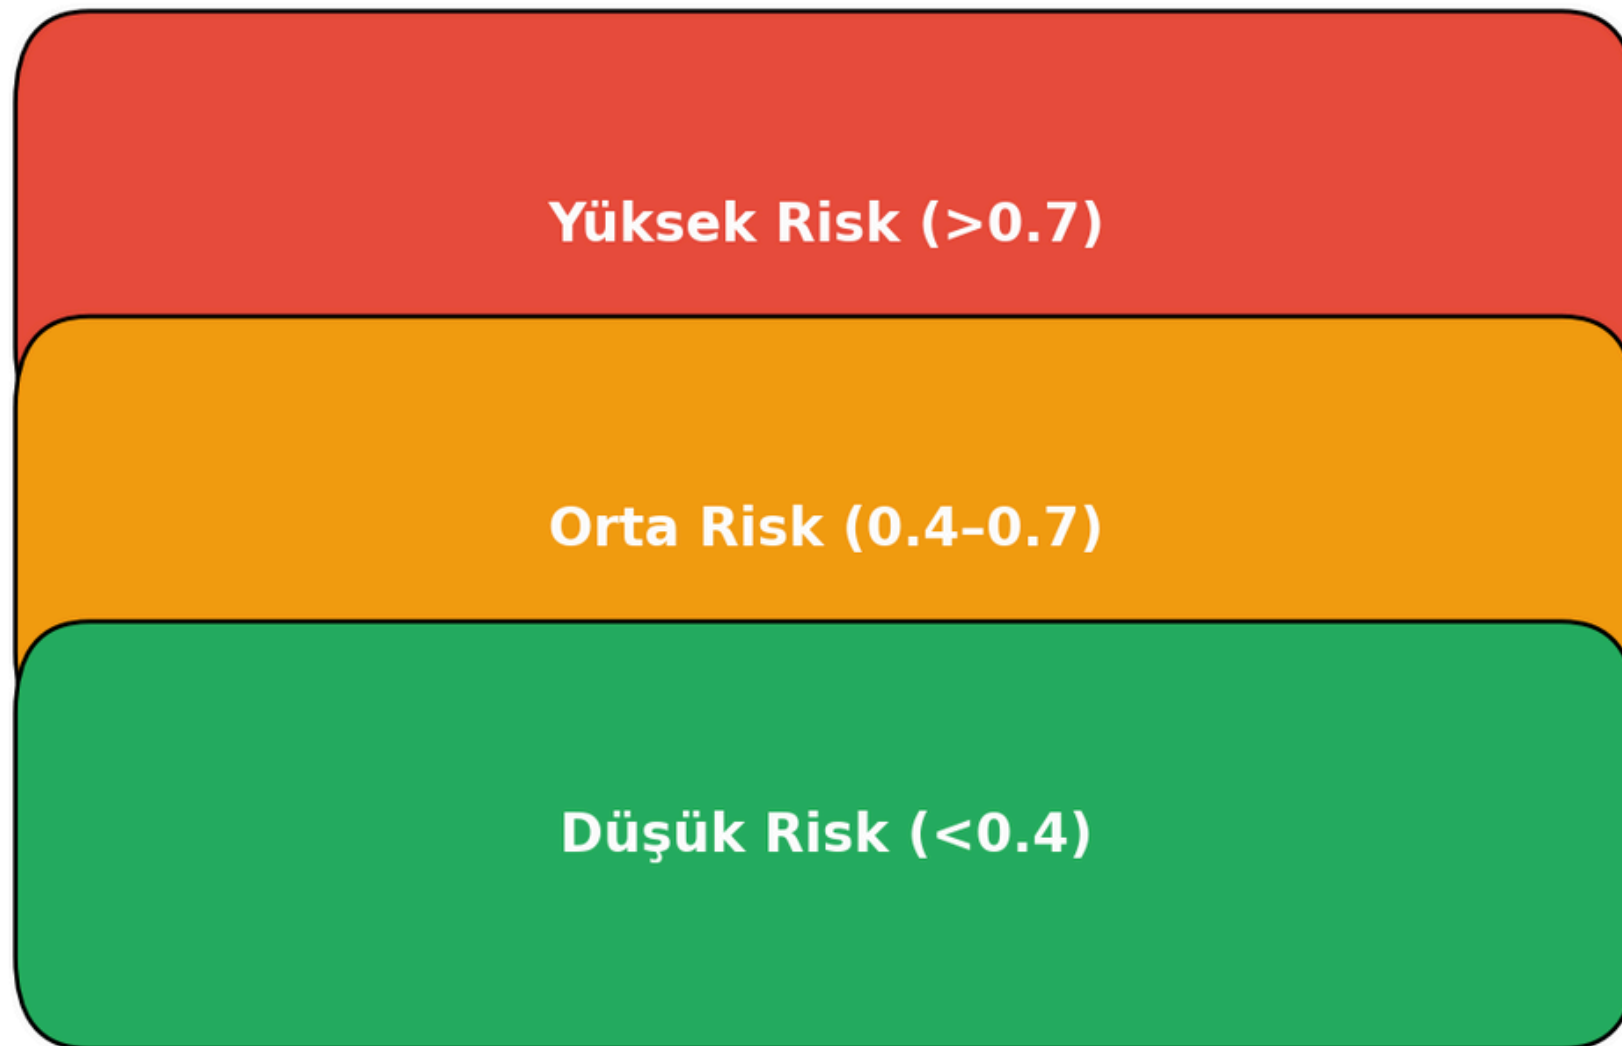 Yüksek Risk (>0.7)
Orta Risk (0.4–0.7)
Düşük Risk (<0.4)